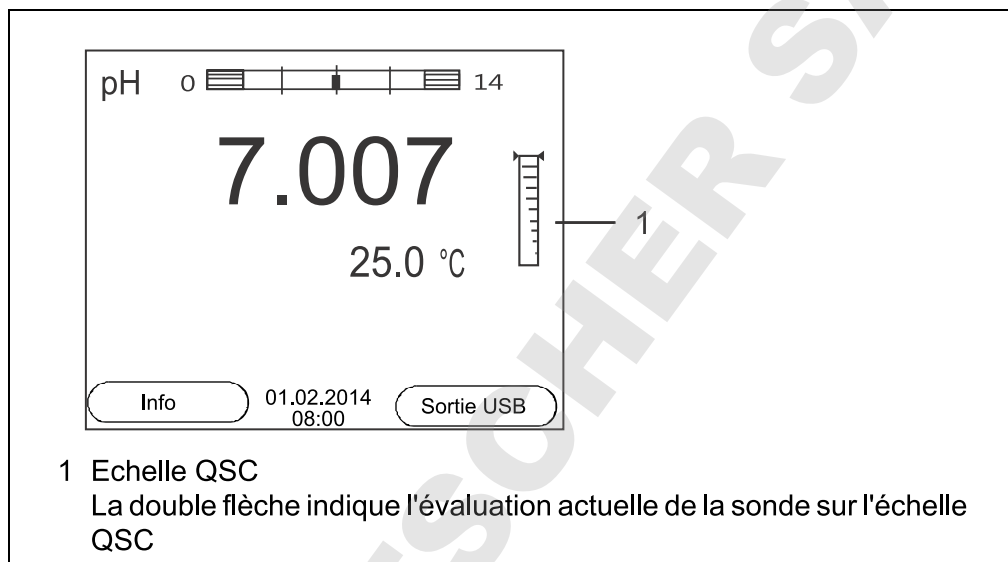 pH 0 14
7.007
1
25.0 °C
Info 01.02.2014 08:00 Sortie USB
1 Echelle QSC
La double flèche indique l'évaluation actuelle de la sonde sur l'échelle
QSC